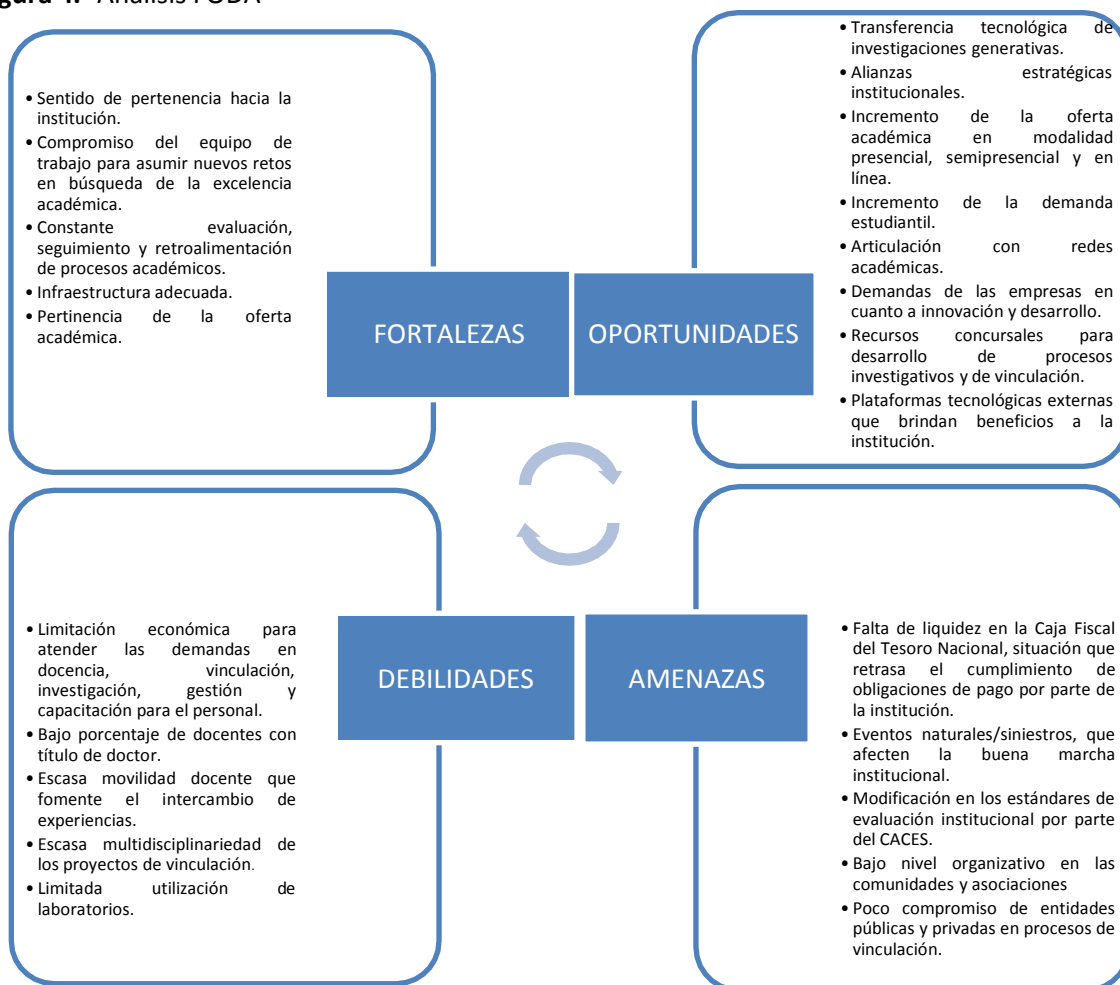 Figura 4. Análisis FODA
• Sentido de pertenencia hacia la
institución.
• Compromiso del equipo de
trabajo para asumir nuevos retos
en búsqueda de la excelencia
académica.
• Constante evaluación,
seguimiento y retroalimentación
de procesos académicos.
• Infraestructura adecuada.
• Pertinencia de la oferta
académica.
FORTALEZAS
• Transferencia tecnológica de
investigaciones generativas.
• Alianzas estratégicas
institucionales.
• Incremento de la oferta
académica en modalidad
presencial, semipresencial y en
línea.
• Incremento de la demanda
estudiantil.
• Articulación con redes
académicas.
• Demandas de las empresas en
cuanto a innovación y desarrollo.
• Recursos concursales para
desarrollo de procesos
investigativos y de vinculación.
• Plataformas tecnológicas externas
que brindan beneficios a la
institución.
OPORTUNIDADES
• Limitación económica para
atender las demandas en
docencia, vinculación,
investigación, gestión y
capacitación para el personal.
• Bajo porcentaje de docentes con
título de doctor.
• Escasa movilidad docente que
fomente el intercambio de
experiencias.
• Escasa multidisciplinariedad de
los proyectos de vinculación.
• Limitada utilización de
laboratorios.
DEBILIDADES
• Falta de liquidez en la Caja Fiscal
del Tesoro Nacional, situación que
retrasa el cumplimiento de
obligaciones de pago por parte de
la institución.
• Eventos naturales/siniestros, que
afecten la buena marcha
institucional.
• Modificación en los estándares de
evaluación institucional por parte
del CACES.
• Bajo nivel organizativo en las
comunidades y asociaciones
• Poco compromiso de entidades
públicas y privadas en procesos de
vinculación.
AMENAZAS